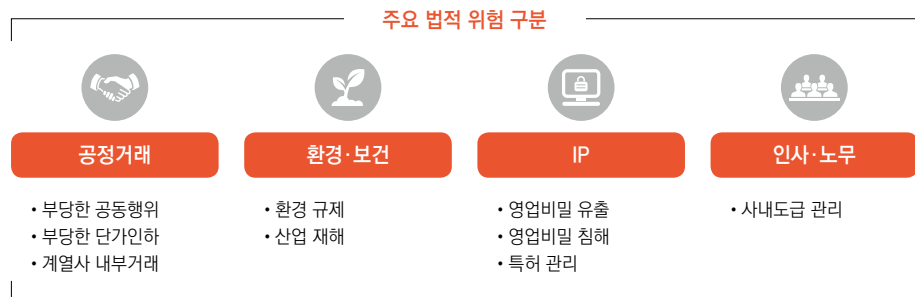 주요 법적 위험 구분
공정거래
• 부당한 공동행위
• 부당한 단가인하
• 계열사 내부거래
환경·보건
• 환경 규제
• 산업 재해
IP
• 영업비밀 유출
• 영업비밀 침해
• 특허 관리
인사·노무
• 사내도급 관리